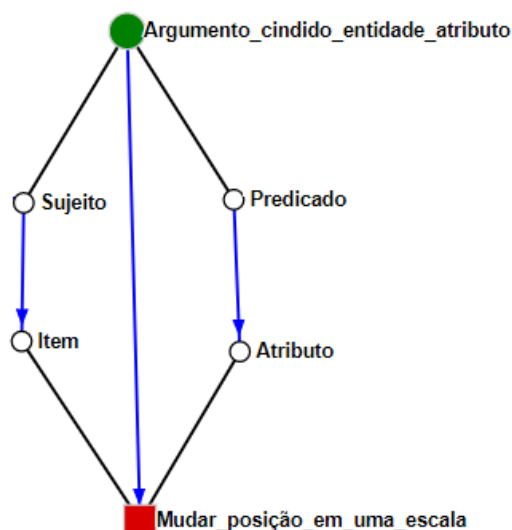 Argumento_cindido_entidade_atributo
Sujeito
Predicado
Item
Atributo
Mudar_posição_em_uma_escala